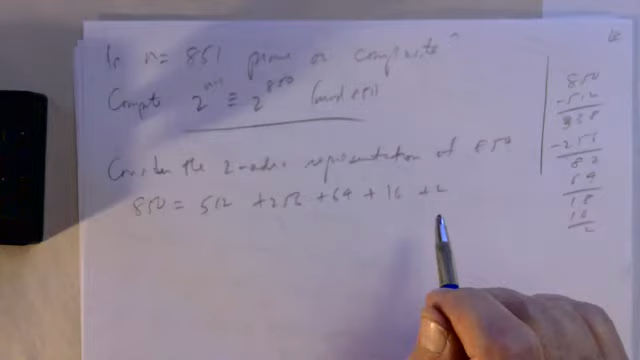 Is n = 851 prime or composite?
Compute 2^{n-1} ≡ 2^{850} (mod 851)
Consider the 2-adic representation of 850
850 = 512 + 256 + 64 + 16 + 2
850
-512
338
-256
82
64
18
16
2